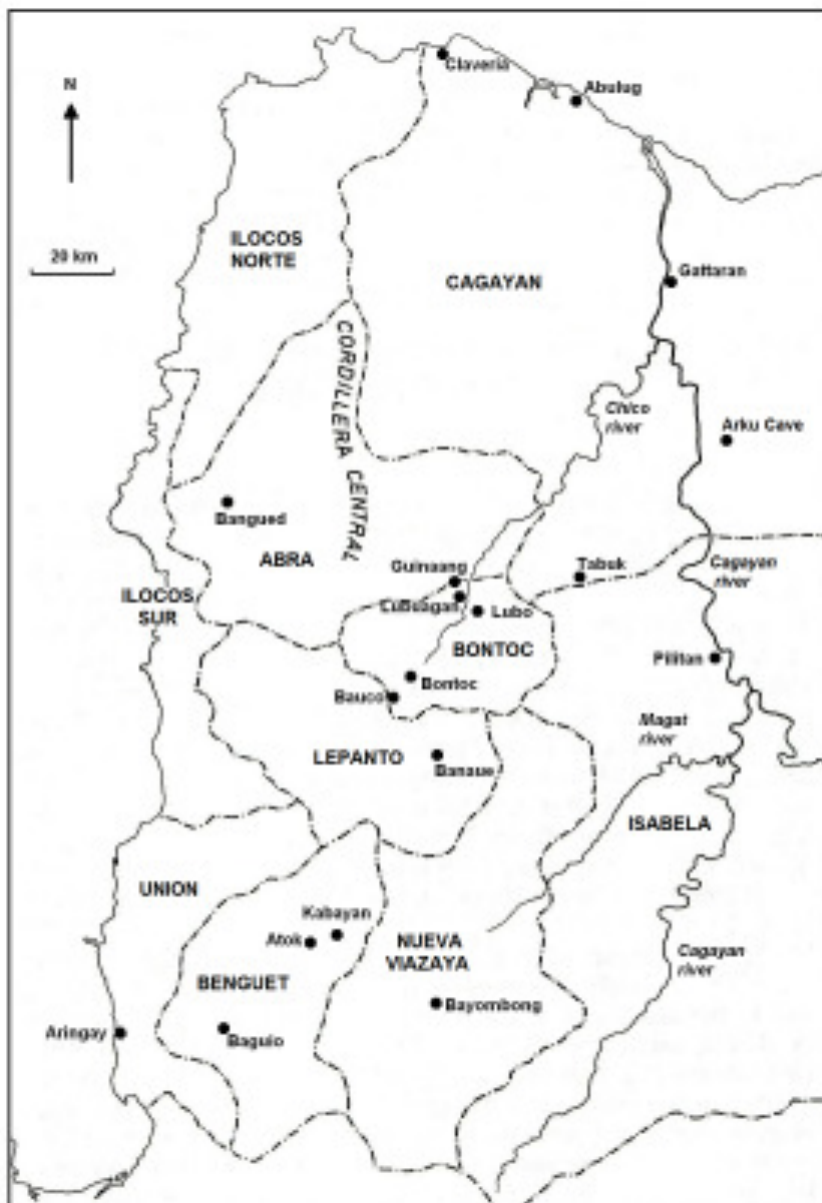 Claveria
N
Abulug
ILOCOS
NORTE
20 km
Gattaran
CAGAYAN
CORDILLERA CENTRAL
Chico
river
Arku Cave
Bangued
ABRA
Guinaang
Tabuk
Cagayan
river
ILOCOS
SUR
Lubuagan
Lubo
BONTOC
Pilitan
Bontoc
Bauco
Magat
river
LEPANTO
Banaue
ISABELA
UNION
Kabayan
Atok
NUEVA
VIAZAYA
Cagayan
river
BENGUET
Bayombong
Aringay
Baguio